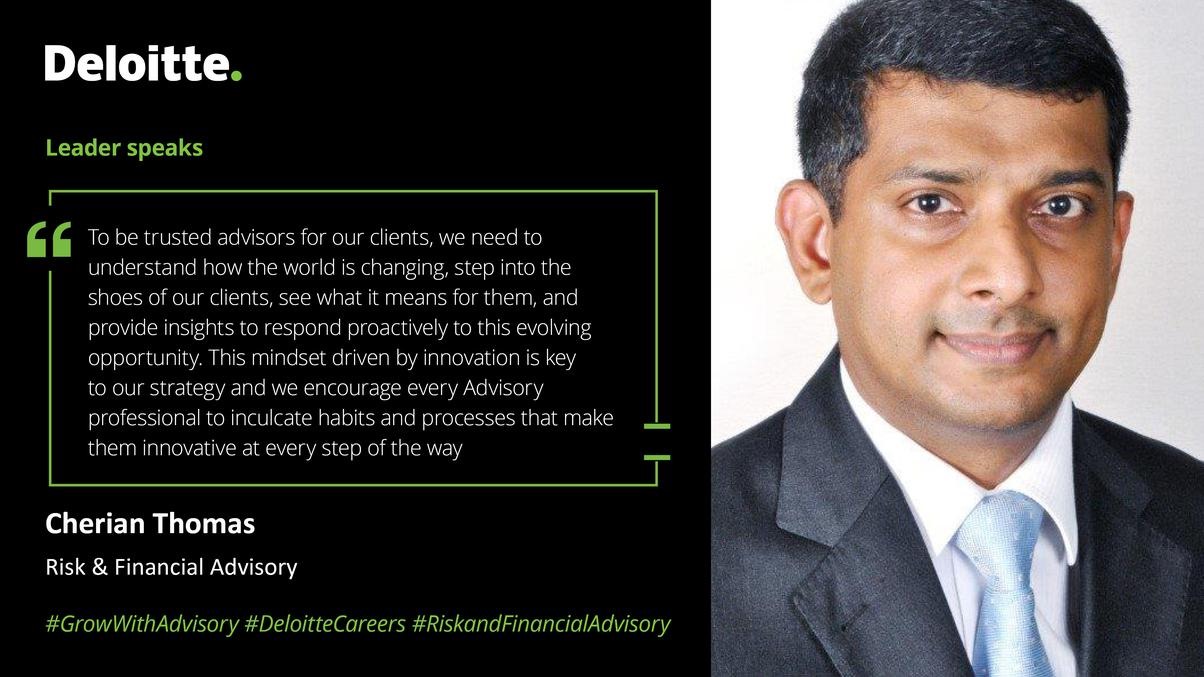 Deloitte.
Leader speaks
“
To be trusted advisors for our clients, we need to
understand how the world is changing, step into the
shoes of our clients, see what it means for them, and
provide insights to respond proactively to this evolving
opportunity. This mindset driven by innovation is key
to our strategy and we encourage every Advisory
professional to inculcate habits and processes that make
them innovative at every step of the way
Cherian Thomas
Risk & Financial Advisory
#GrowWithAdvisory #DeloitteCareers #RiskandFinancialAdvisory